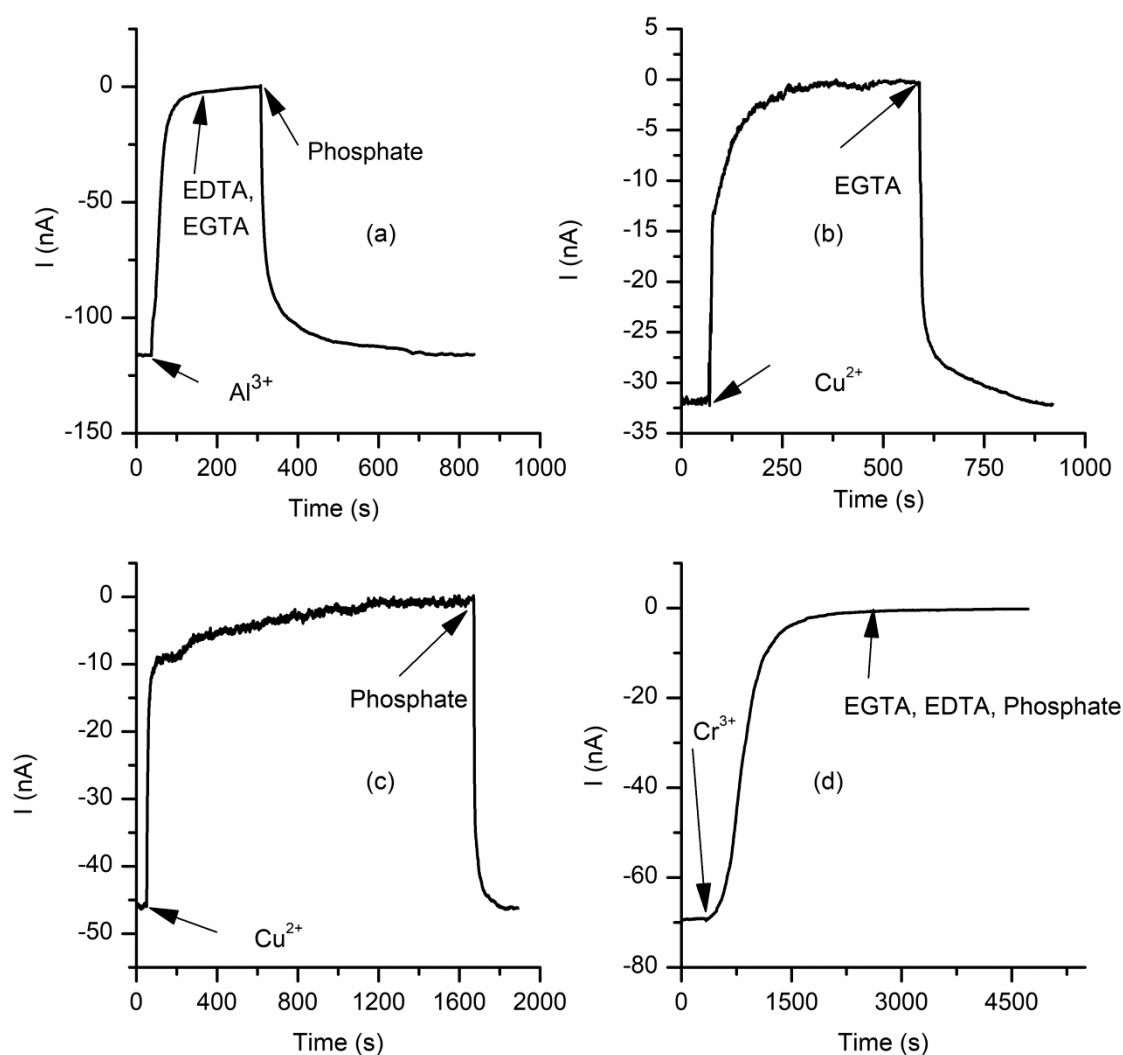 0
-50
-100
-150
I (nA)
EDTA,
EGTA
Phosphate
(a)
Al³⁺
0 200 400 600 800 1000
Time (s)
5
0
-5
-10
-15
-20
-25
-30
-35
I (nA)
EGTA
(b)
Cu²⁺
0 250 500 750 1000
Time (s)
0
-10
-20
-30
-40
-50
I (nA)
Phosphate
(c)
Cu²⁺
0 400 800 1200 1600 2000
Time (s)
0
-20
-40
-60
-80
I (nA)
EGTA, EDTA, Phosphate
Cr³⁺
(d)
0 1500 3000 4500
Time (s)